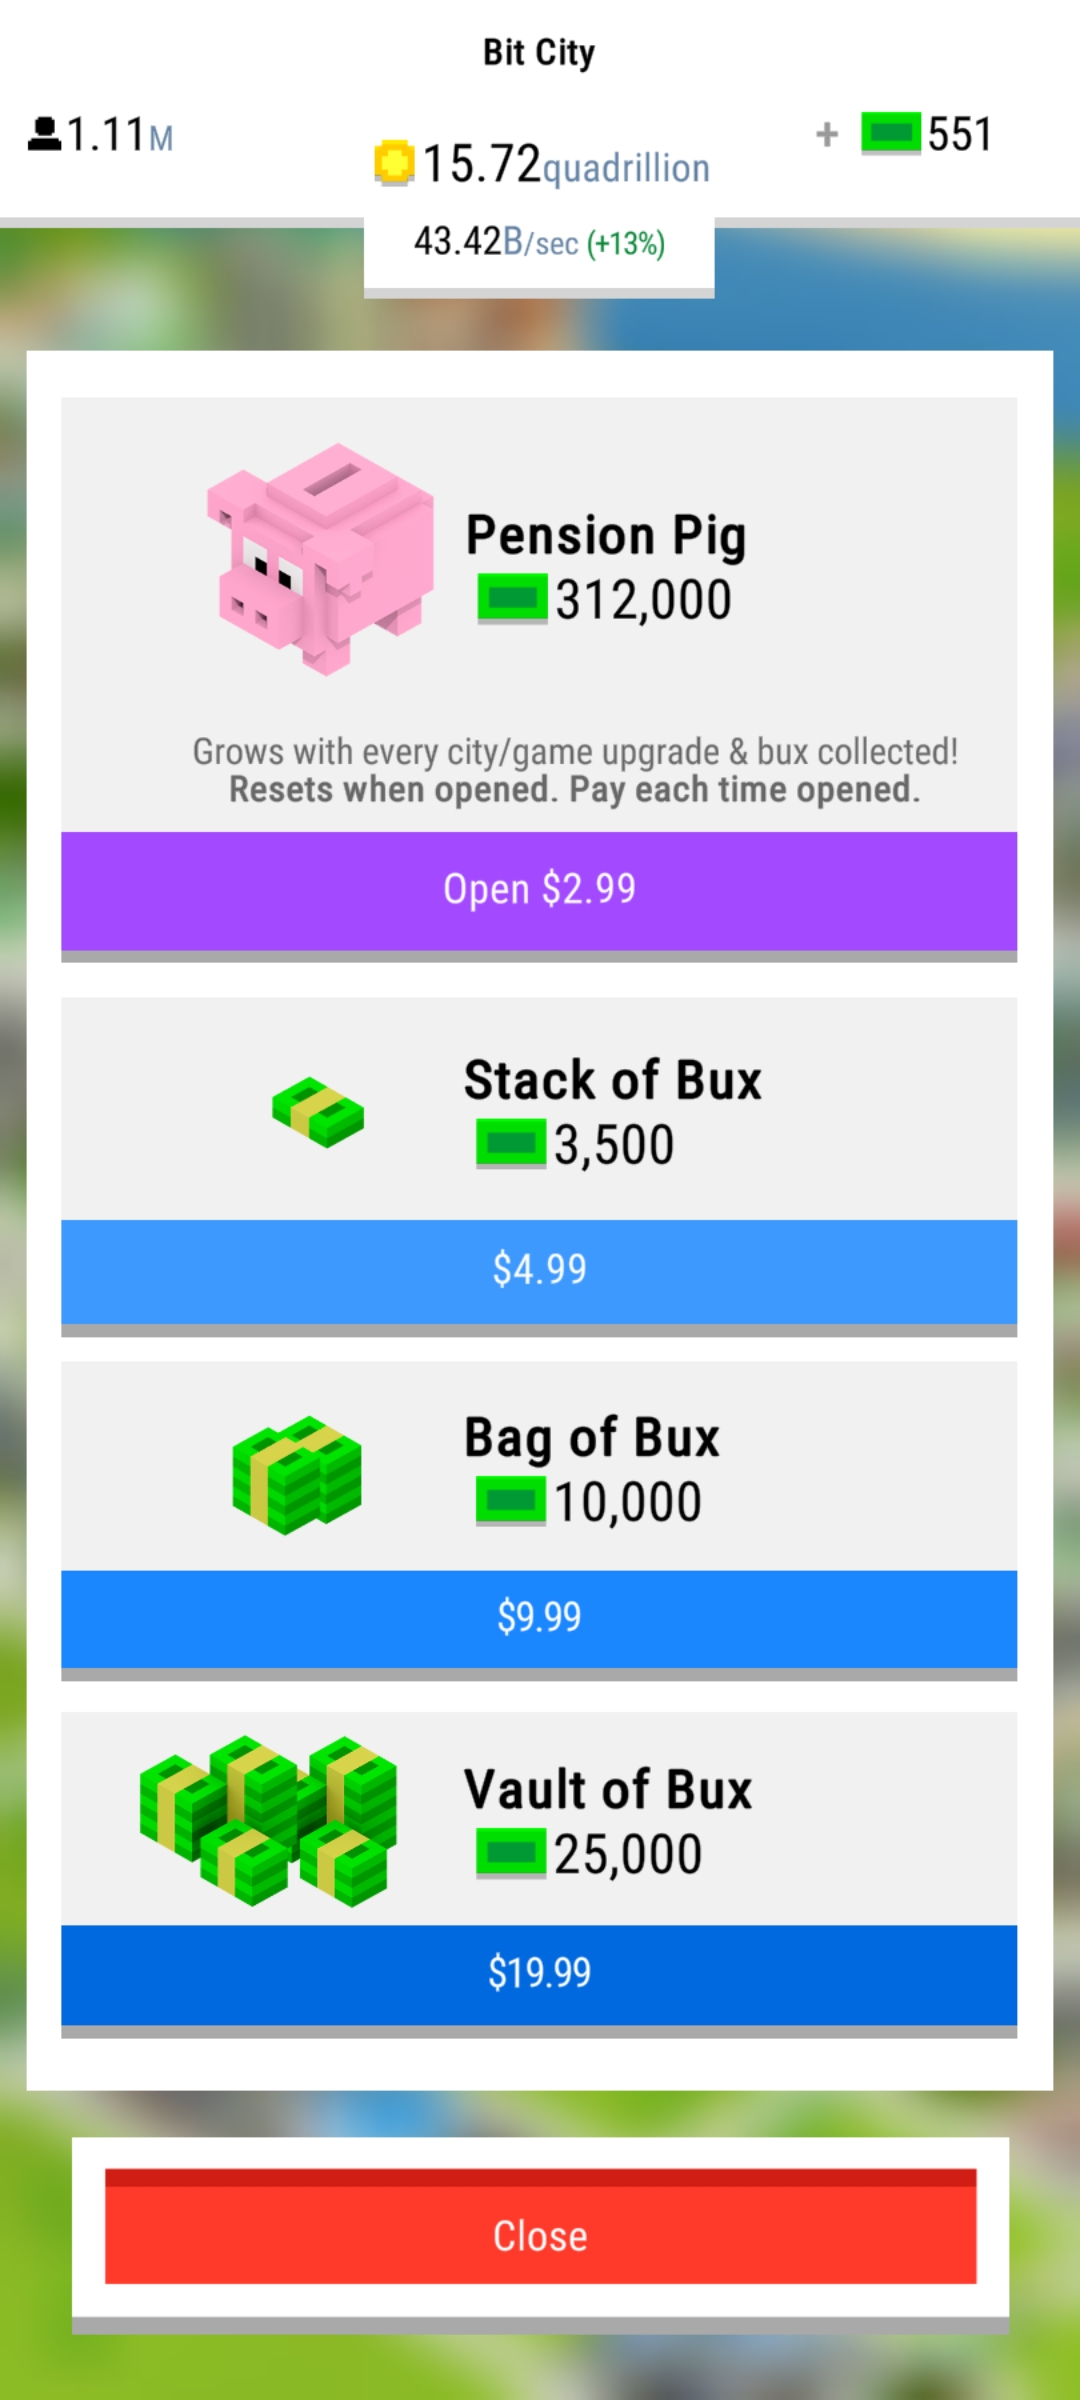 Bit City
1.11M
15.72quadrillion
+ 551
43.42B/sec (+13%)
Pension Pig
312,000
Grows with every city/game upgrade & bux collected!
Resets when opened. Pay each time opened.
Open $2.99
Stack of Bux
3,500
$4.99
Bag of Bux
10,000
$9.99
Vault of Bux
25,000
$19.99
Close